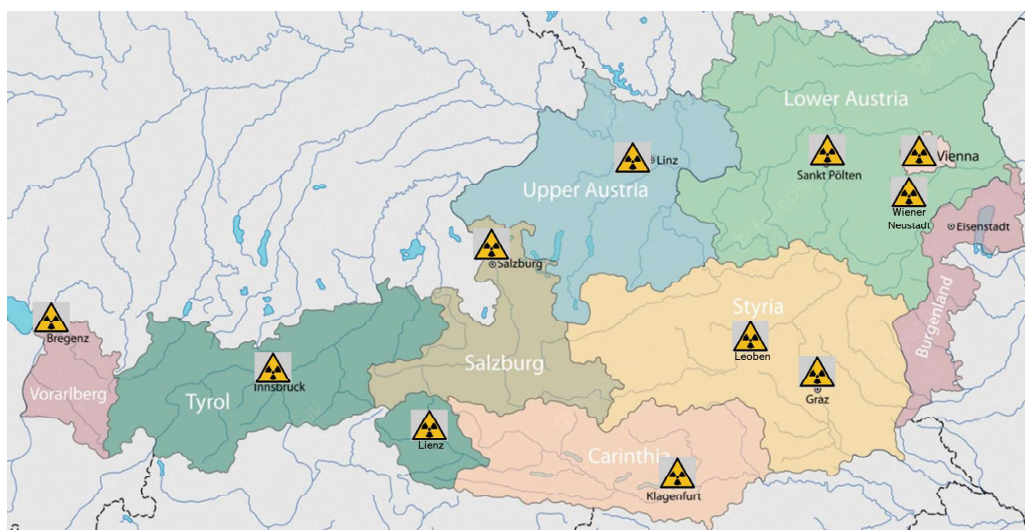 Lower Austria
Linz
Vienna
Sankt Pölten
Upper Austria
Wiener
Neustadt
Eisenstadt
Salzburg
Styria
Bregenz
Burgenland
Leoben
Salzburg
Innsbruck
Vorarlberg
Tyrol
Graz
Lienz
Carinthia
Klagenfurt